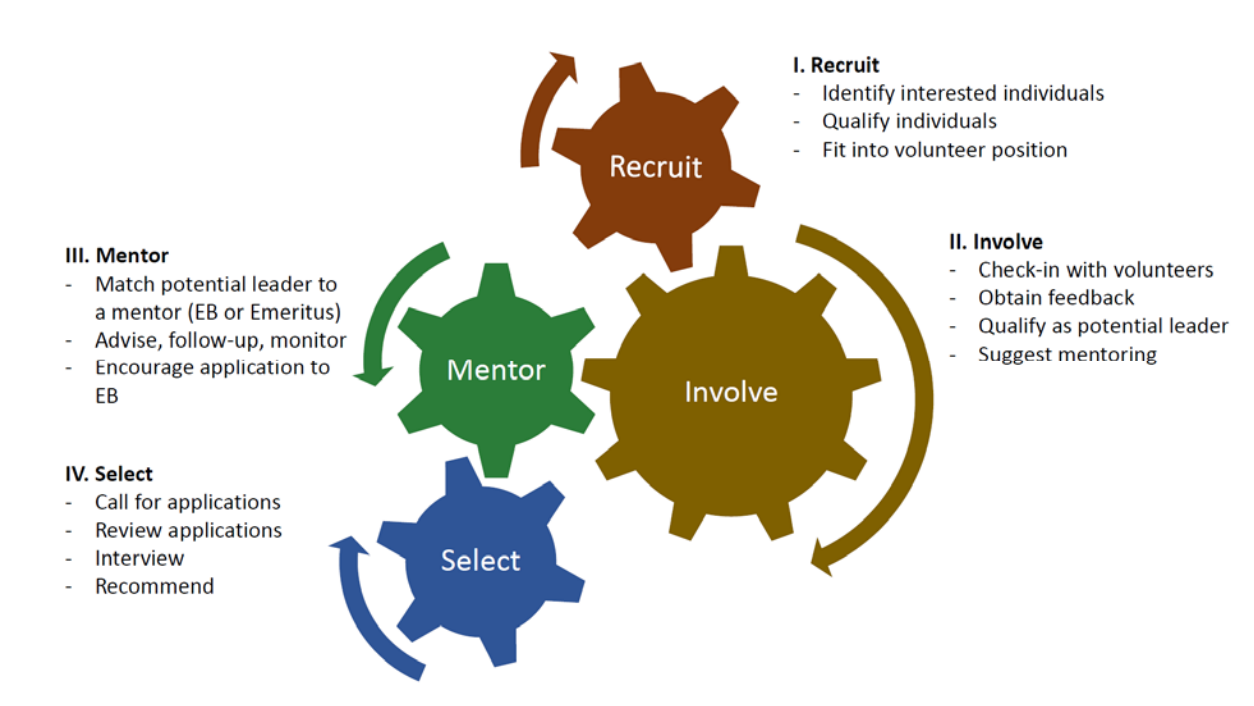 I. Recruit
- Identify interested individuals
- Qualify individuals
- Fit into volunteer position
Recruit
II. Involve
- Check-in with volunteers
- Obtain feedback
- Qualify as potential leader
- Suggest mentoring
Involve
III. Mentor
- Match potential leader to
a mentor (EB or Emeritus)
- Advise, follow-up, monitor
- Encourage application to
EB
Mentor
IV. Select
- Call for applications
- Review applications
- Interview
- Recommend
Select